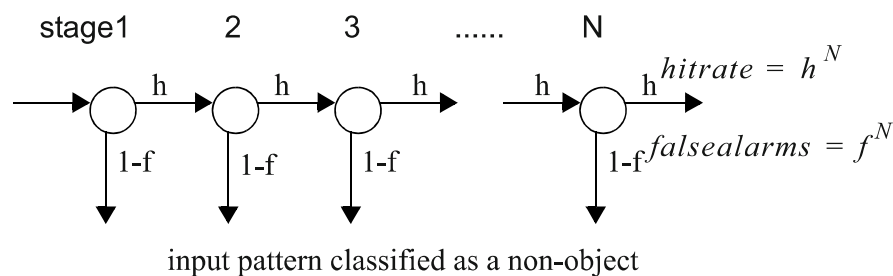 stage1 2 3 ...... N
h h h h h hitrate = h^N
1-f 1-f 1-f 1-f falsealarms = f^N
input pattern classified as a non-object